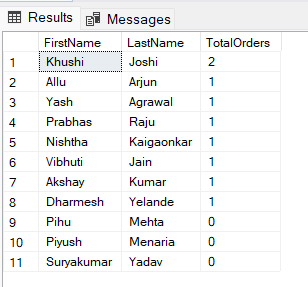 Results Messages
FirstName LastName TotalOrders
1 Khushi Joshi 2
2 Allu Arjun 1
3 Yash Agrawal 1
4 Prabhas Raju 1
5 Nishtha Kaigaonkar 1
6 Vibhuti Jain 1
7 Akshay Kumar 1
8 Dharmesh Yelande 1
9 Pihu Mehta 0
10 Piyush Menaria 0
11 Suryakumar Yadav 0